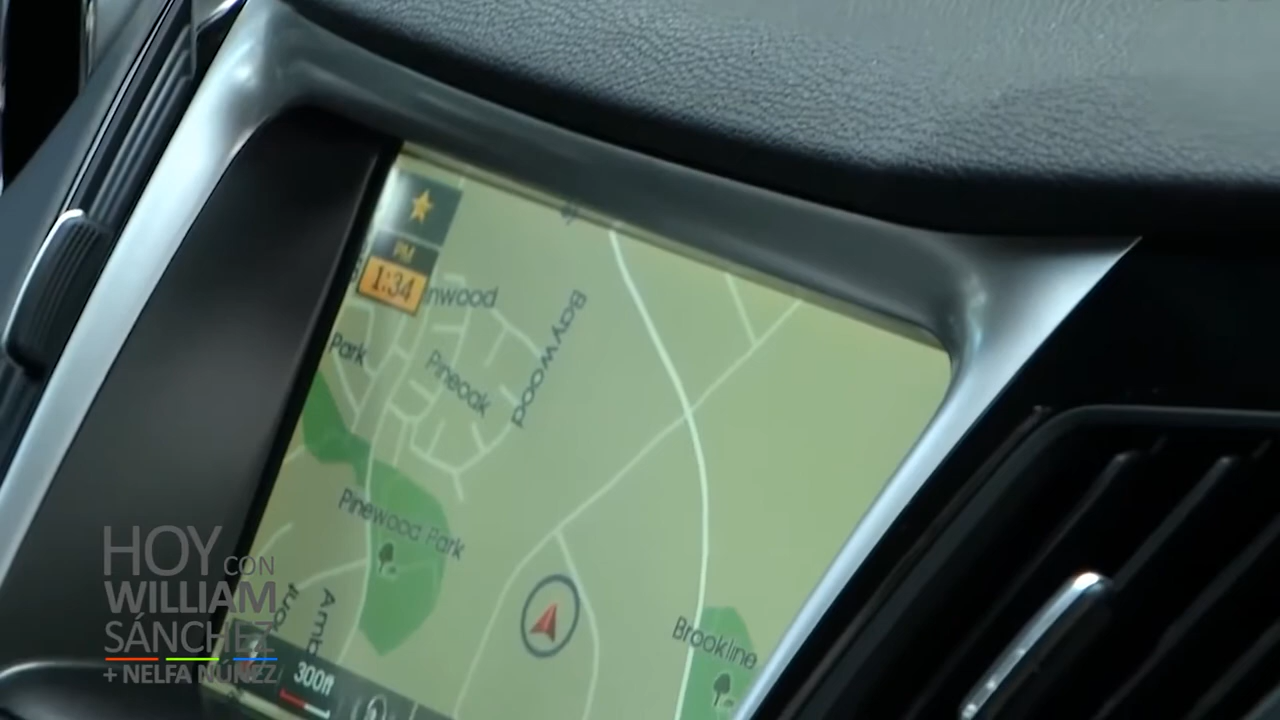 PM
1:34
nwood
Baywood
Park
Pineoak
Pinewood Park
Brookline
300ft
HOY CON
WILLIAM
SÁNCHEZ
+ NELFA NÚÑEZ